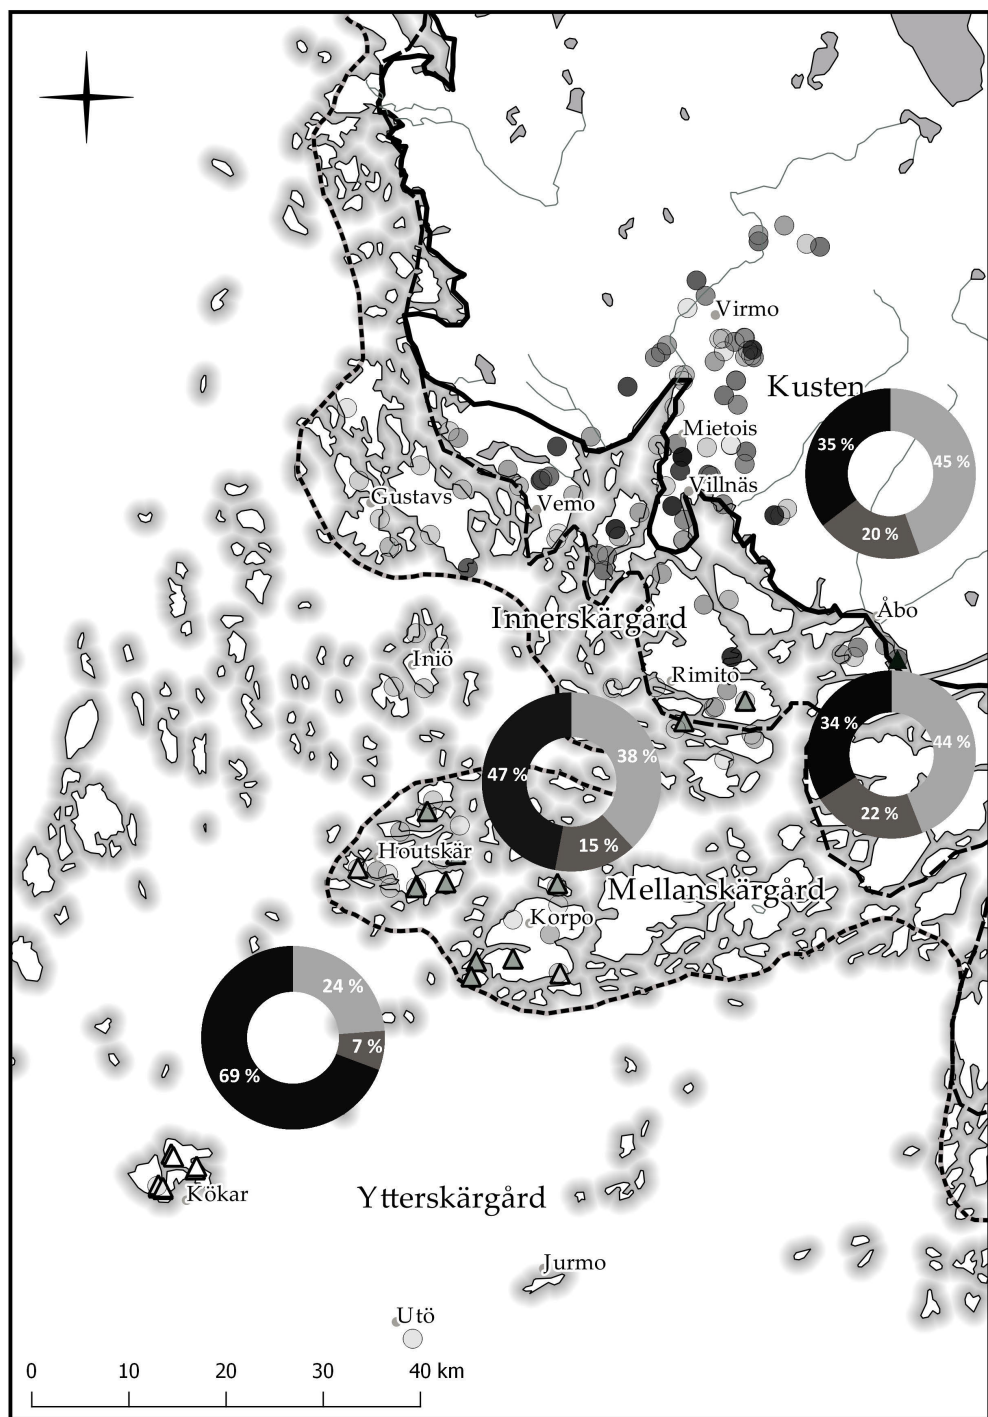 Virmo
Kusten
35 %
45 %
20 %
Mietois
Villnäs
Gustavs
Vemo
Innerskärgård
Åbo
Iniö
Rimito
34 %
44 %
22 %
47 %
38 %
15 %
Houtskär
Mellanskärgård
Korpo
24 %
7 %
69 %
Kökar
Ytterskärgård
Jurmo
Utö
0 10 20 30 40 km